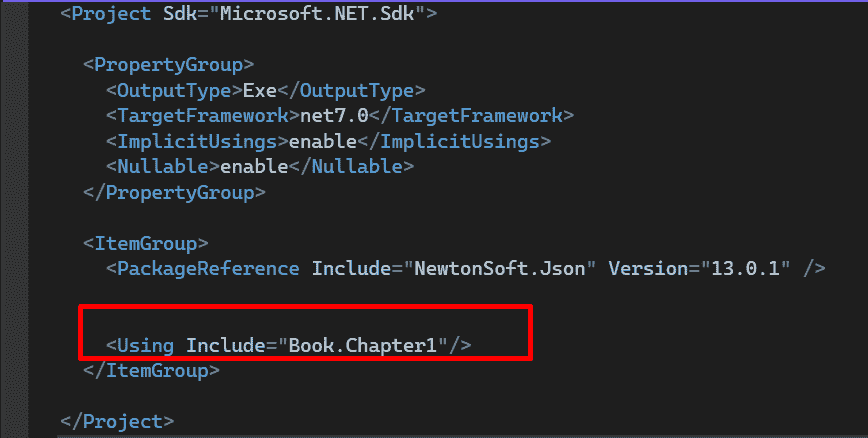 <Project Sdk="Microsoft.NET.Sdk">
<PropertyGroup>
<OutputType>Exe</OutputType>
<TargetFramework>net7.0</TargetFramework>
<ImplicitUsings>enable</ImplicitUsings>
<Nullable>enable</Nullable>
</PropertyGroup>
<ItemGroup>
<PackageReference Include="NewtonSoft.Json" Version="13.0.1" />
<Using Include="Book.Chapter1"/>
</ItemGroup>
</Project>